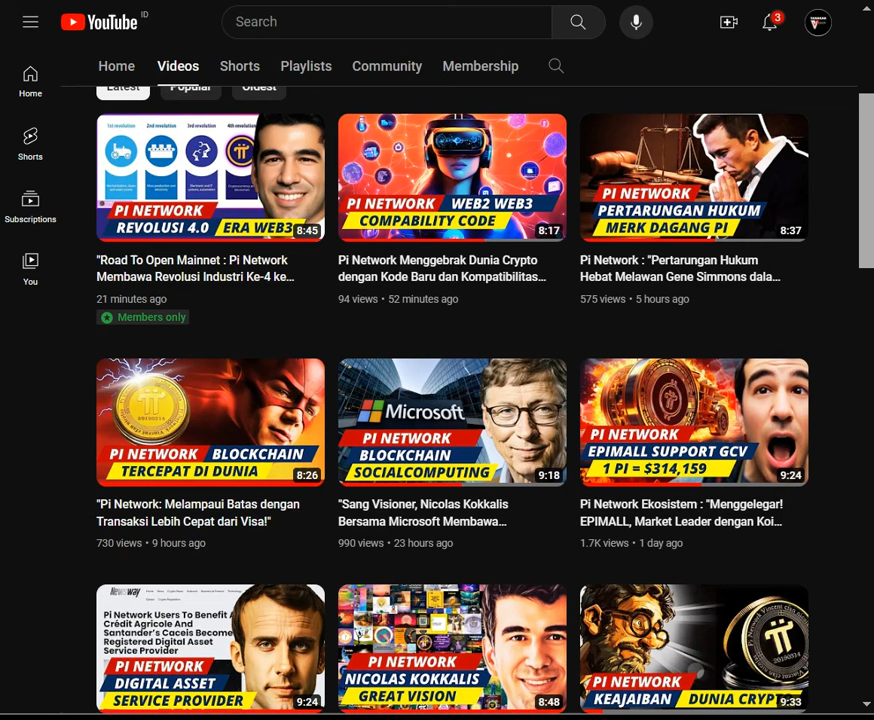 YouTube ID
Search
3
Home
Videos
Shorts
Playlists
Community
Membership
Home
Shorts
Subscriptions
You
Latest
Popular
Oldest
1st revolution
2nd revolution
3rd revolution
4th revolution
PI NETWORK
REVOLUSI 4.0 ERA WEB3
8:45
"Road To Open Mainnet : Pi Network
Membawa Revolusi Industri Ke-4 ke...
21 minutes ago
Members only
PI NETWORK WEB2 WEB3
COMPABILITY CODE
8:17
Pi Network Menggebrak Dunia Crypto
dengan Kode Baru dan Kompatibilitas...
94 views • 52 minutes ago
PI NETWORK
PERTARUNGAN HUKUM
MERK DAGANG PI
8:37
Pi Network : "Pertarungan Hukum
Hebat Melawan Gene Simmons dala...
575 views • 5 hours ago
20190314
PI NETWORK BLOCKCHAIN
TERCEPAT DI DUNIA
8:26
"Pi Network: Melampaui Batas dengan
Transaksi Lebih Cepat dari Visa!"
730 views • 9 hours ago
Microsoft
PI NETWORK
BLOCKCHAIN
SOCIALCOMPUTING
9:18
"Sang Visioner, Nicolas Kokkalis
Bersama Microsoft Membawa...
990 views • 23 hours ago
PI NETWORK
EPIMALL SUPPORT GCV
1 PI = $314,159
9:24
Pi Network Ekosistem : "Menggelegar!
EPIMALL, Market Leader dengan Koi...
1.7K views • 1 day ago
Newsway
Pi Network Users To Benefit A
Crédit Agricole And
Santander's Caceis Become
Registered Digital Asset
Service Provider
PI NETWORK
DIGITAL ASSET
SERVICE PROVIDER
9:24
PI NETWORK
NICOLAS KOKKALIS
GREAT VISION
8:48
20190314
PI NETWORK
KEAJAIBAN DUNIA CRYP
9:33